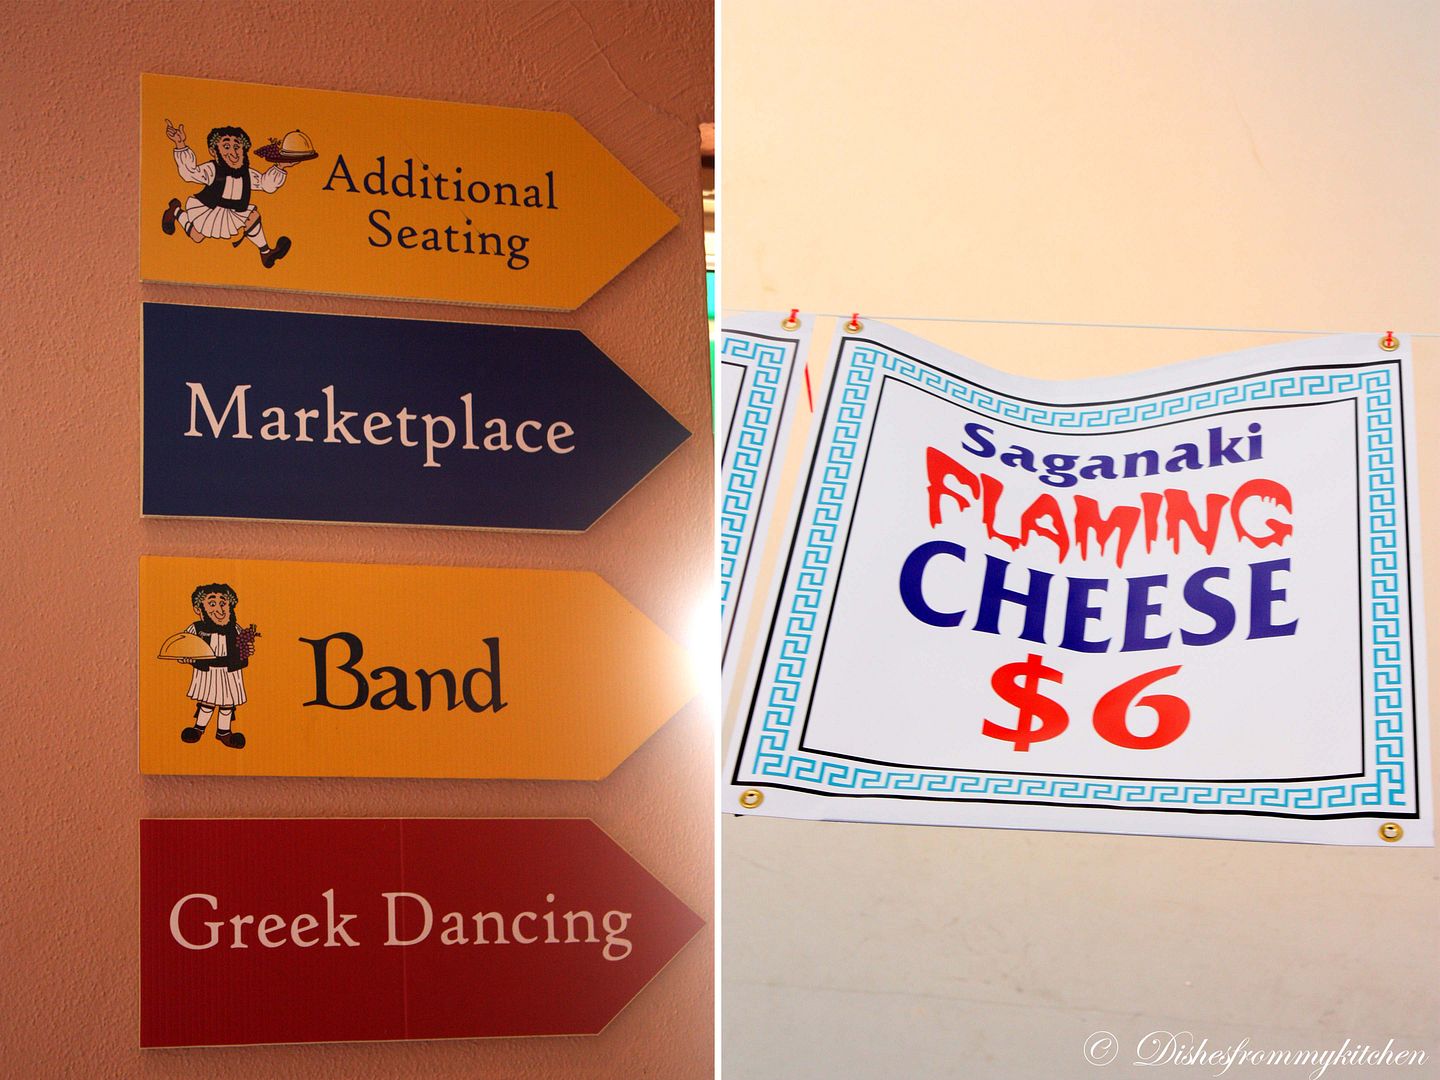 Additional
Seating
Marketplace
Band
Greek Dancing
Saganaki
FLAMING
CHEESE
$6
© Dishesfrommykitchen